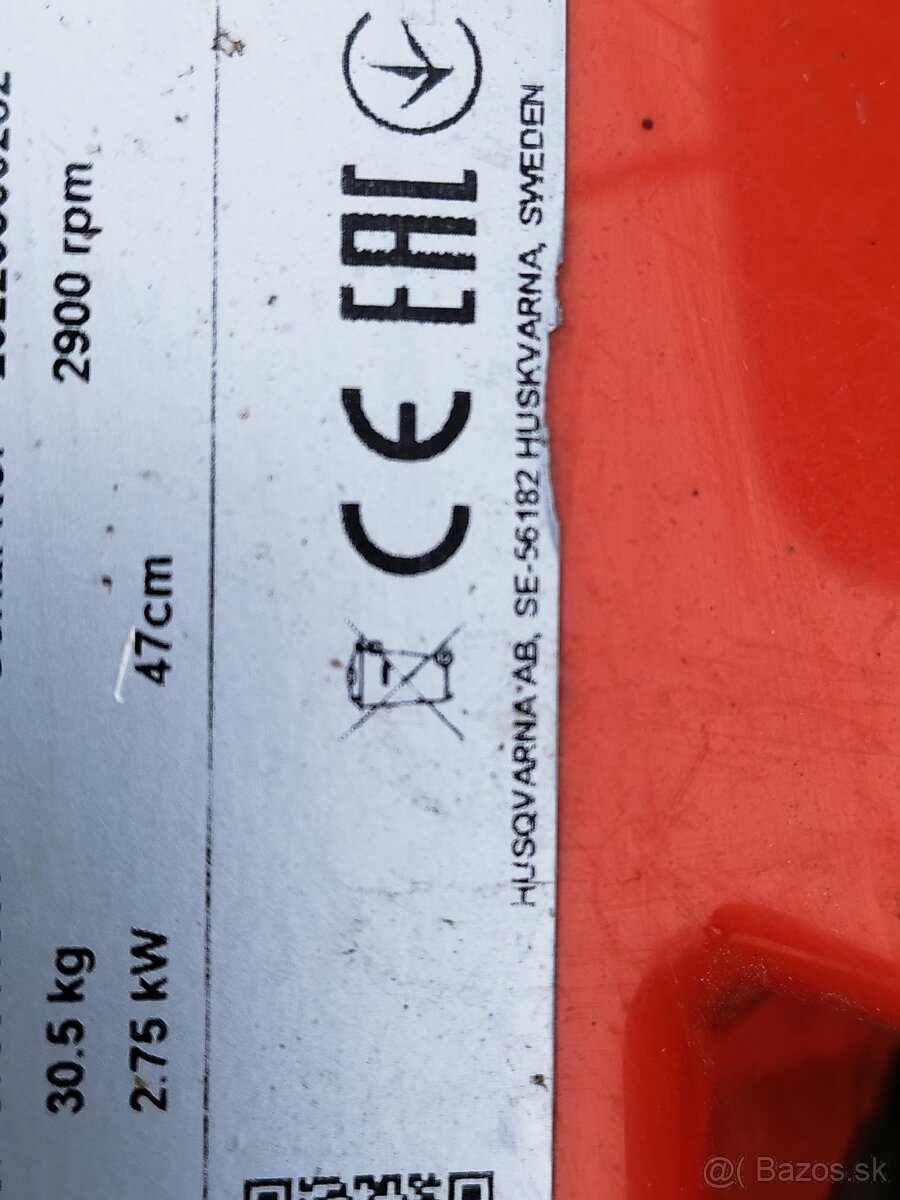 30.5 kg 2900 rpm
2.75 kW 47cm
CE EAC
HUSQVARNA AB, SE-56182 HUSKVARNA, SWEDEN
@( Bazos.sk